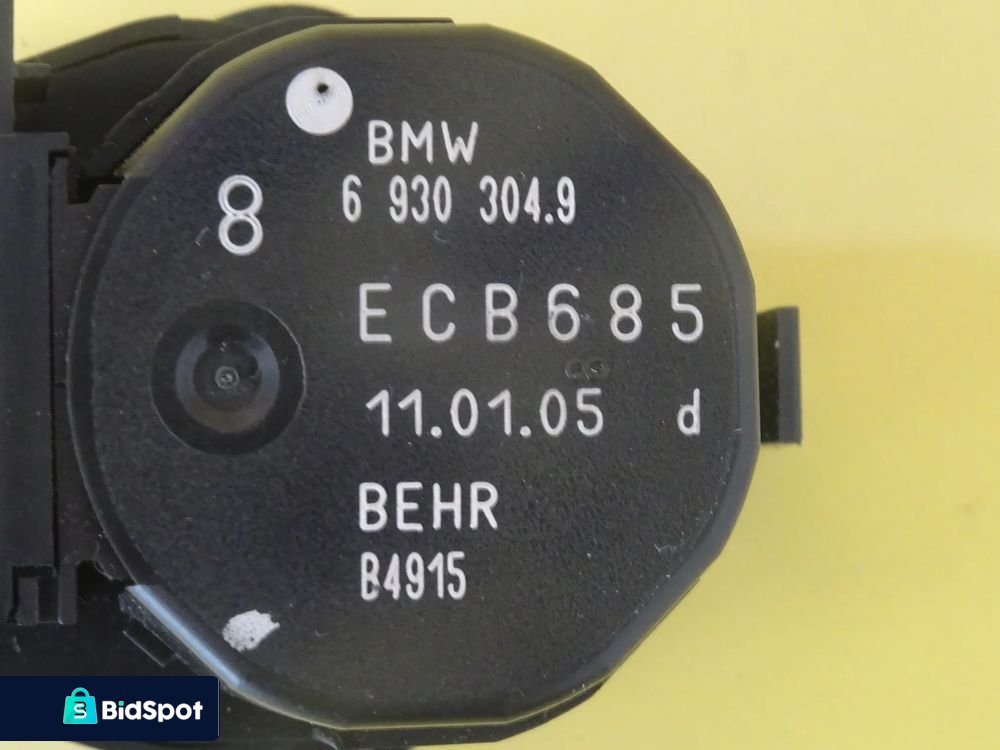 BMW
6 930 304.9
8
ECB685
11.01.05 d
BEHR
B4915
BidSpot